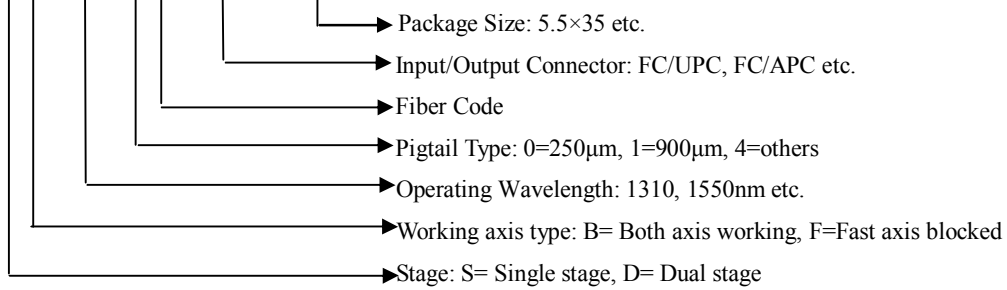 Package Size: 5.5×35 etc.
Input/Output Connector: FC/UPC, FC/APC etc.
Fiber Code
Pigtail Type: 0=250μm, 1=900μm, 4=others
Operating Wavelength: 1310, 1550nm etc.
Working axis type: B= Both axis working, F=Fast axis blocked
Stage: S= Single stage, D= Dual stage